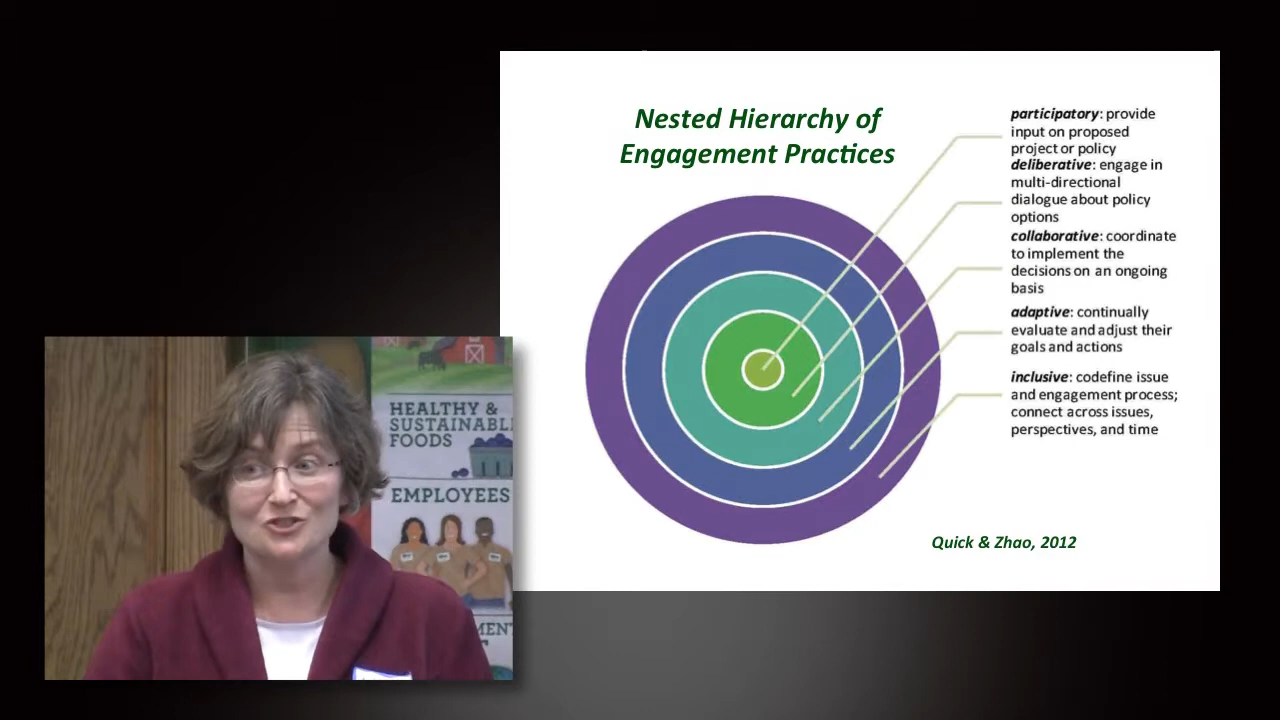 Nested Hierarchy of
Engagement Practices
participatory: provide
input on proposed
project or policy
deliberative: engage in
multi-directional
dialogue about policy
options
collaborative: coordinate
to implement the
decisions on an ongoing
basis
adaptive: continually
evaluate and adjust their
goals and actions
inclusive: codefine issue
and engagement process;
connect across issues,
perspectives, and time
Quick & Zhao, 2012
HEALTHY &
SUSTAINABL
FOODS
EMPLOYEES